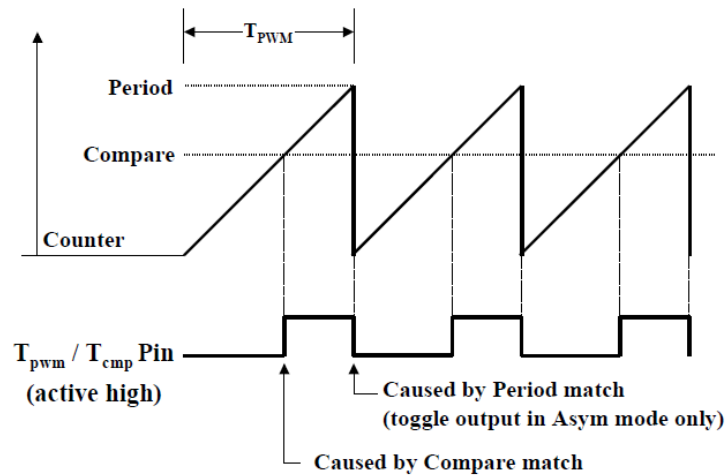 T_PWM
Period
Compare
Counter
T_pwm / T_cmp Pin
(active high)
Caused by Period match
(toggle output in Asym mode only)
Caused by Compare match